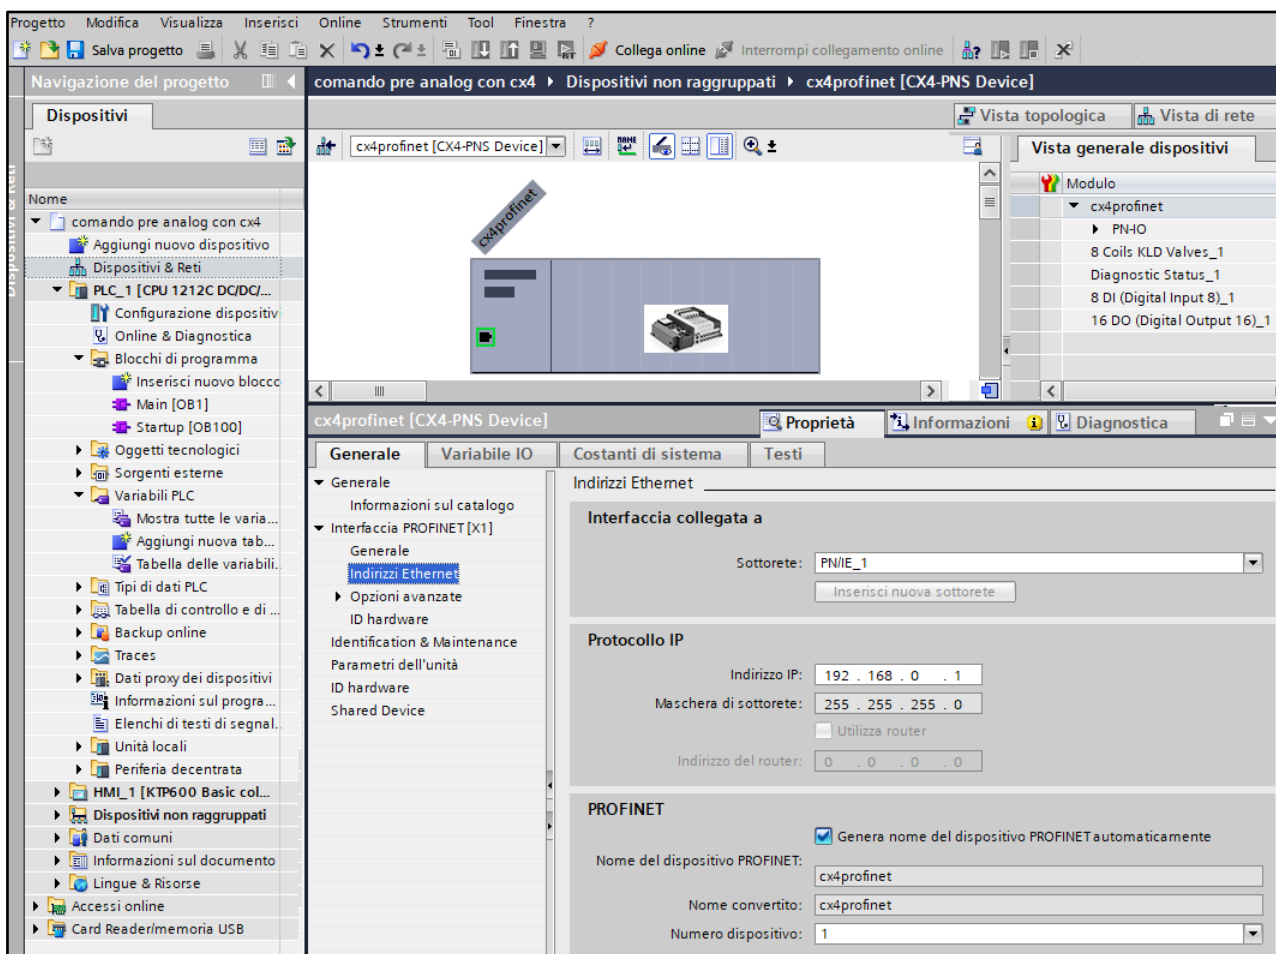 Progetto Modifica Visualizza Inserisci Online Strumenti Tool Finestra ?
Salva progetto Collega online Interrompi collegamento online
Navigazione del progetto
comando pre analog con cx4 Dispositivi non raggruppati cx4profinet [CX4-PNS Device]
Dispositivi
Vista topologica Vista di rete
cx4profinet [CX4-PNS Device]
Vista generale dispositivi
Dispositivi & Reti
Nome
comando pre analog con cx4
Aggiungi nuovo dispositivo
Dispositivi & Reti
PLC_1 [CPU 1212C DC/DC/...
Configurazione dispositivi
Online & Diagnostica
Blocchi di programma
Inserisci nuovo blocco
Main [OB1]
Startup [OB100]
Oggetti tecnologici
Sorgenti esterne
Variabili PLC
Mostra tutte le varia...
Aggiungi nuova tab...
Tabella delle variabili..
Tipi di dati PLC
Tabella di controllo e di ...
Backup online
Traces
Dati proxy dei dispositivi
Informazioni sul progra...
Elenchi di testi di segnal..
Unità locali
Periferia decentrata
HMI_1 [KTP600 Basic col...
Dispositivi non raggruppati
Dati comuni
Informazioni sul documento
Lingue & Risorse
Accessi online
Card Reader/memoria USB
cx4profinet
Modulo
cx4profinet
PN-IO
8 Coils KLD Valves_1
Diagnostic Status_1
8 DI (Digital Input 8)_1
16 DO (Digital Output 16)_1
cx4profinet [CX4-PNS Device]
Proprietà Informazioni Diagnostica
Generale Variabile IO Costanti di sistema Testi
Generale
Informazioni sul catalogo
Interfaccia PROFINET [X1]
Generale
Indirizzi Ethernet
Opzioni avanzate
ID hardware
Identification & Maintenance
Parametri dell'unità
ID hardware
Shared Device
Indirizzi Ethernet
Interfaccia collegata a
Sottorete: PN/IE_1
Inserisci nuova sottorete
Protocollo IP
Indirizzo IP: 192 . 168 . 0 . 1
Maschera di sottorete: 255 . 255 . 255 . 0
Utilizza router
Indirizzo del router: 0 . 0 . 0 . 0
PROFINET
Genera nome del dispositivo PROFINET automaticamente
Nome del dispositivo PROFINET:
cx4profinet
Nome convertito: cx4profinet
Numero dispositivo: 1